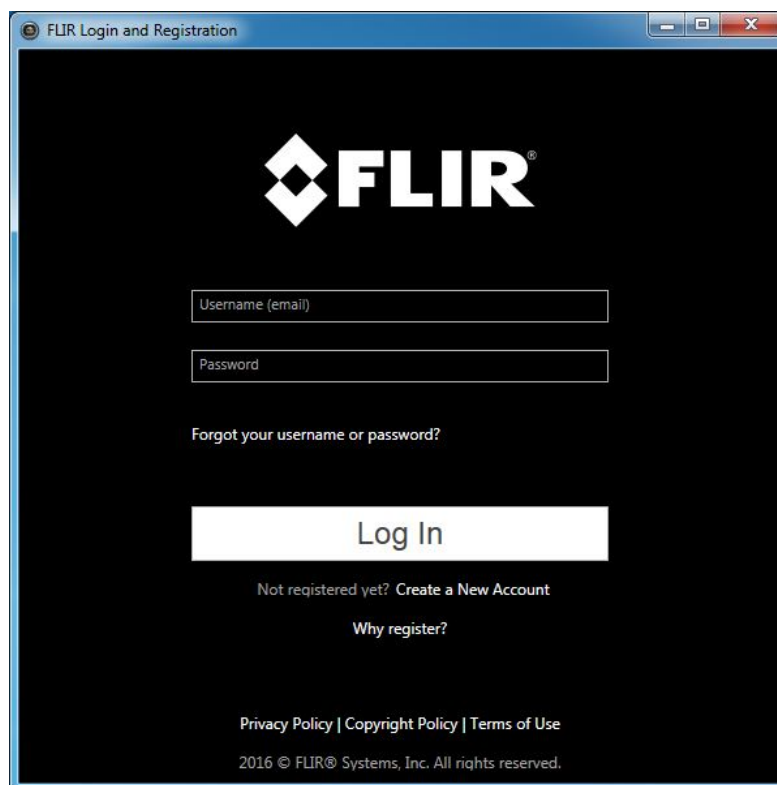 FLIR Login and Registration
FLIR®
Username (email)
Password
Forgot your username or password?
Log In
Not registered yet? Create a New Account
Why register?
Privacy Policy | Copyright Policy | Terms of Use
2016 © FLIR® Systems, Inc. All rights reserved.